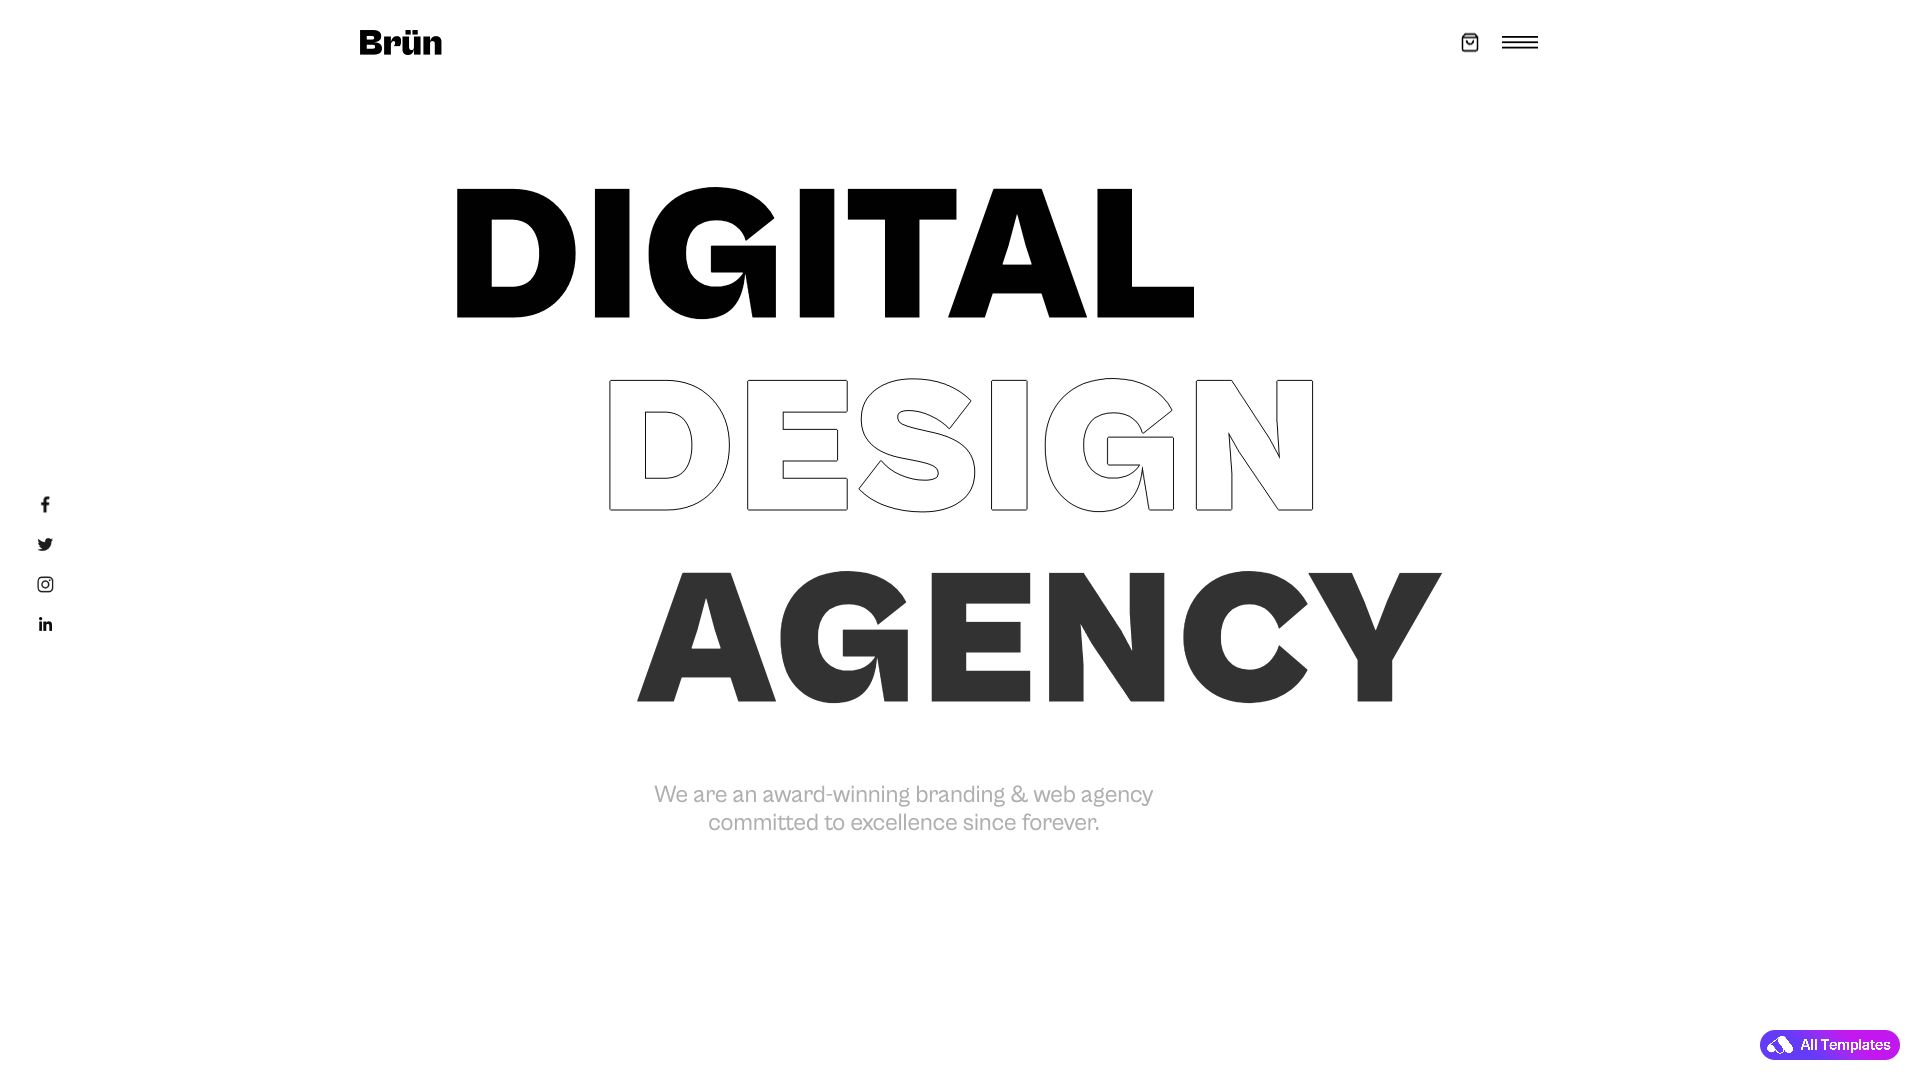 Brün
DIGITAL
DESIGN
AGENCY
We are an award-winning branding & web agency
committed to excellence since forever.
All Templates